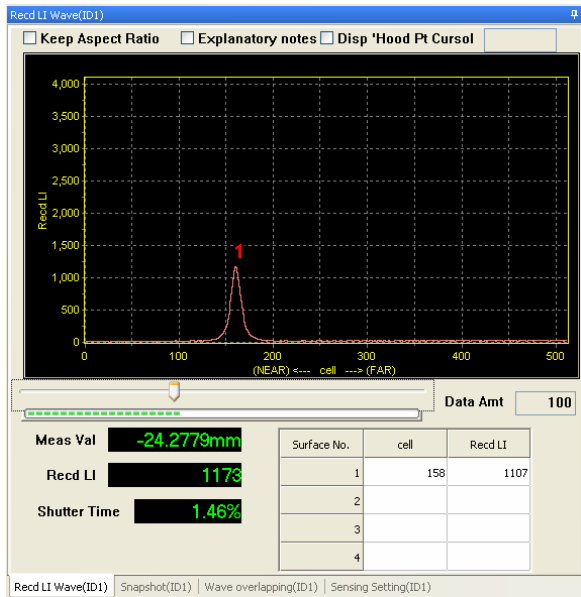 Recd LI Wave(ID1)
Keep Aspect Ratio Explanatory notes Disp 'Hood Pt Cursol
4,000
3,500
3,000
2,500
Recd LI
2,000
1,500
1
1,000
500
0
0 100 200 300 400 500
(NEAR) <--- cell ---> (FAR)
Data Amt 100
Meas Val -24.2779mm
Recd LI 1173
Shutter Time 1.46%
Surface No. cell Recd LI
1 158 1107
2
3
4
Recd LI Wave(ID1) Snapshot(ID1) Wave overlapping(ID1) Sensing Setting(ID1)